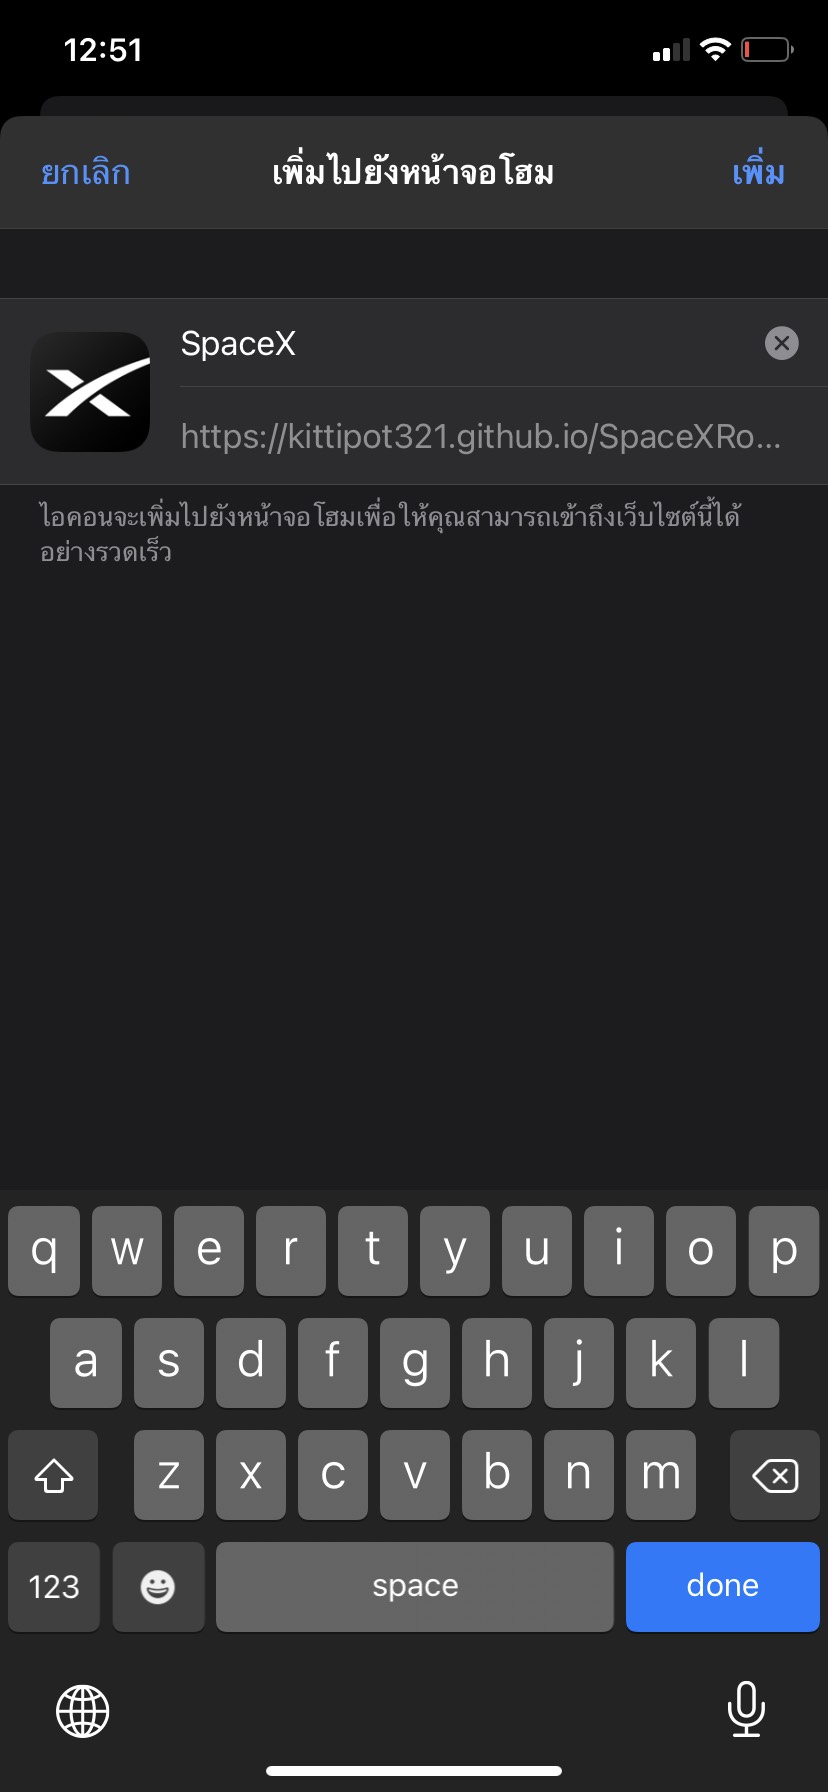 12:51
ยกเลิก
เพิ่มไปยังหน้าจอโฮม
เพิ่ม
SpaceX
https://kittipot321.github.io/SpaceXRo...
ไอคอนจะเพิ่มไปยังหน้าจอโฮมเพื่อให้คุณสามารถเข้าถึงเว็บไซต์นี้ได้
อย่างรวดเร็ว
q w e r t y u i o p
a s d f g h j k l
z x c v b n m
123 space done